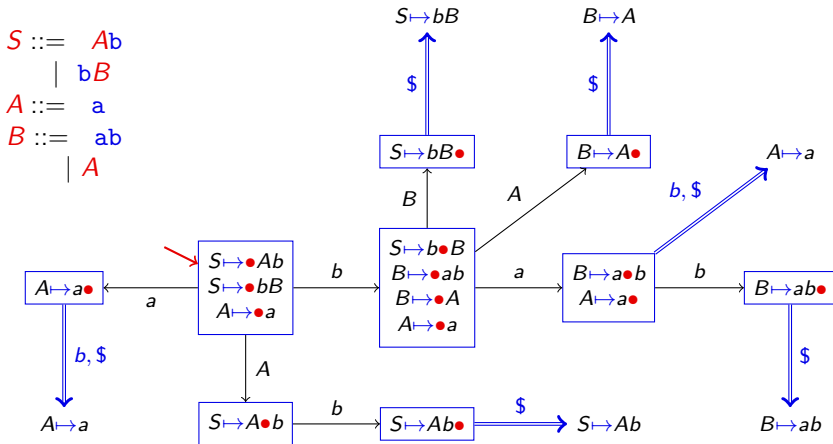 S ::= Ab
| bB
A ::= a
B ::= ab
| A
S↦bB
B↦A
$
$
S↦bB•
B↦A•
A↦a
B
A
b, $
S↦•Ab
S↦•bB
A↦•a
S↦b•B
B↦•ab
B↦•A
A↦•a
B↦a•b
A↦a•
A↦a•
a
b
a
b
B↦ab•
b, $
A
$
A↦a
S↦A•b
b
S↦Ab•
$
S↦Ab
B↦ab